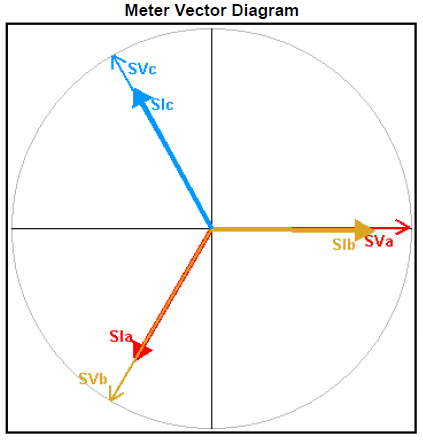 Meter Vector Diagram
SVc
SIc
SIb
SVa
SIa
SVb